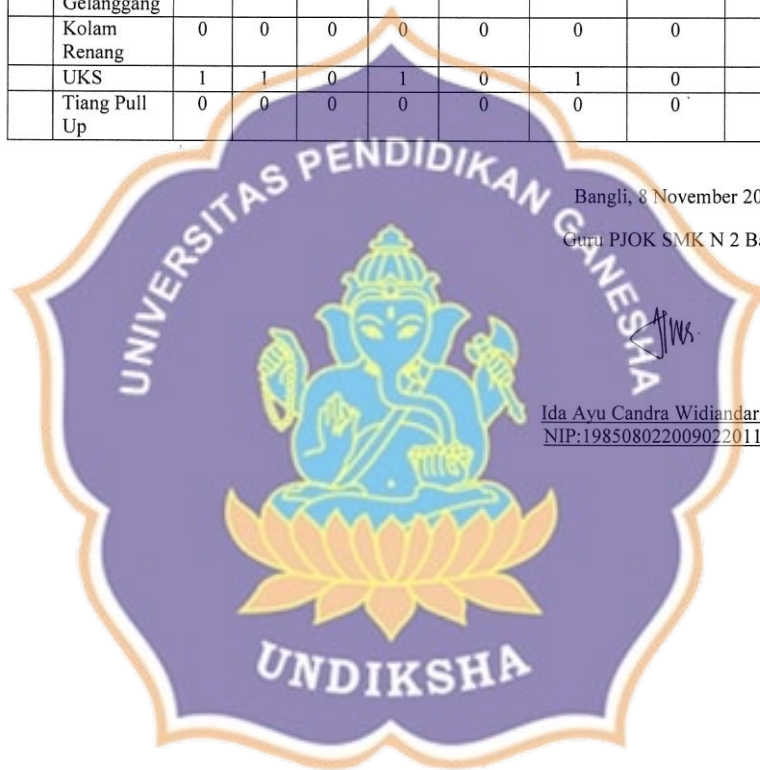 Gelanggang
Kolam 0 0 0 0 0 0 0
Renang
UKS 1 1 0 1 0 1 0
Tiang Pull 0 0 0 0 0 0 0
Up
UNIVERSITAS PENDIDIKAN GANESHA
Bangli, 8 November 20
Guru PJOK SMK N 2 Ba
Ida Ayu Candra Widiandar
NIP:198508022009022011
UNDIKSHA